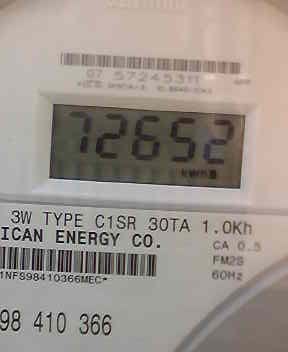 07 57245311
72652
kwh
3W TYPE C1SR 30TA 1.0Kh
ICAN ENERGY CO.
CA 0.5
FM2S
60Hz
1NFS98410366MEC*
98 410 366